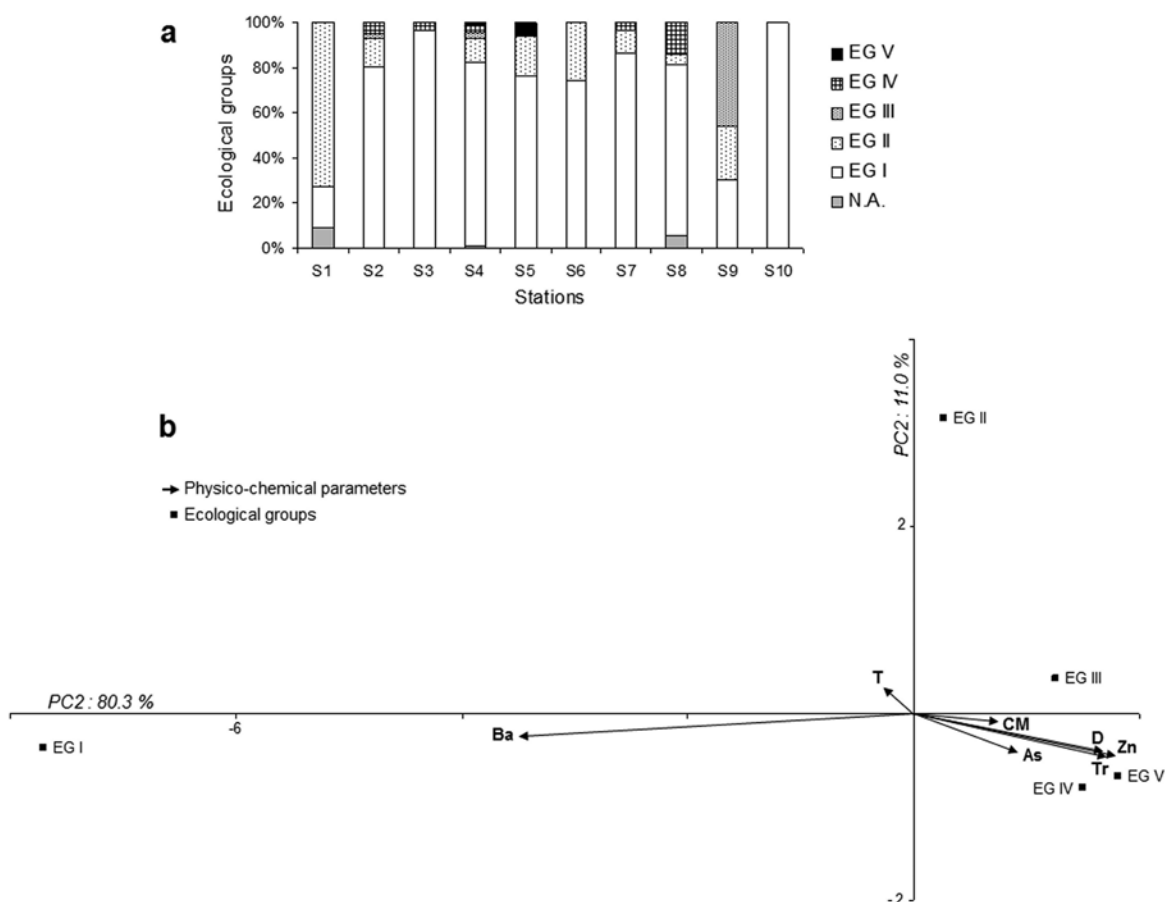 a
Ecological groups
100%
80%
60%
40%
20%
0%
S1 S2 S3 S4 S5 S6 S7 S8 S9 S10
Stations
EG V
EG IV
EG III
EG II
EG I
N.A.
b
Physico-chemical parameters
Ecological groups
PC2 : 11.0 %
EG II
2
T
EG III
PC2 : 80.3 %
-6
CM
Ba
D
Zn
As
Tr
EG I
EG V
EG IV
-2